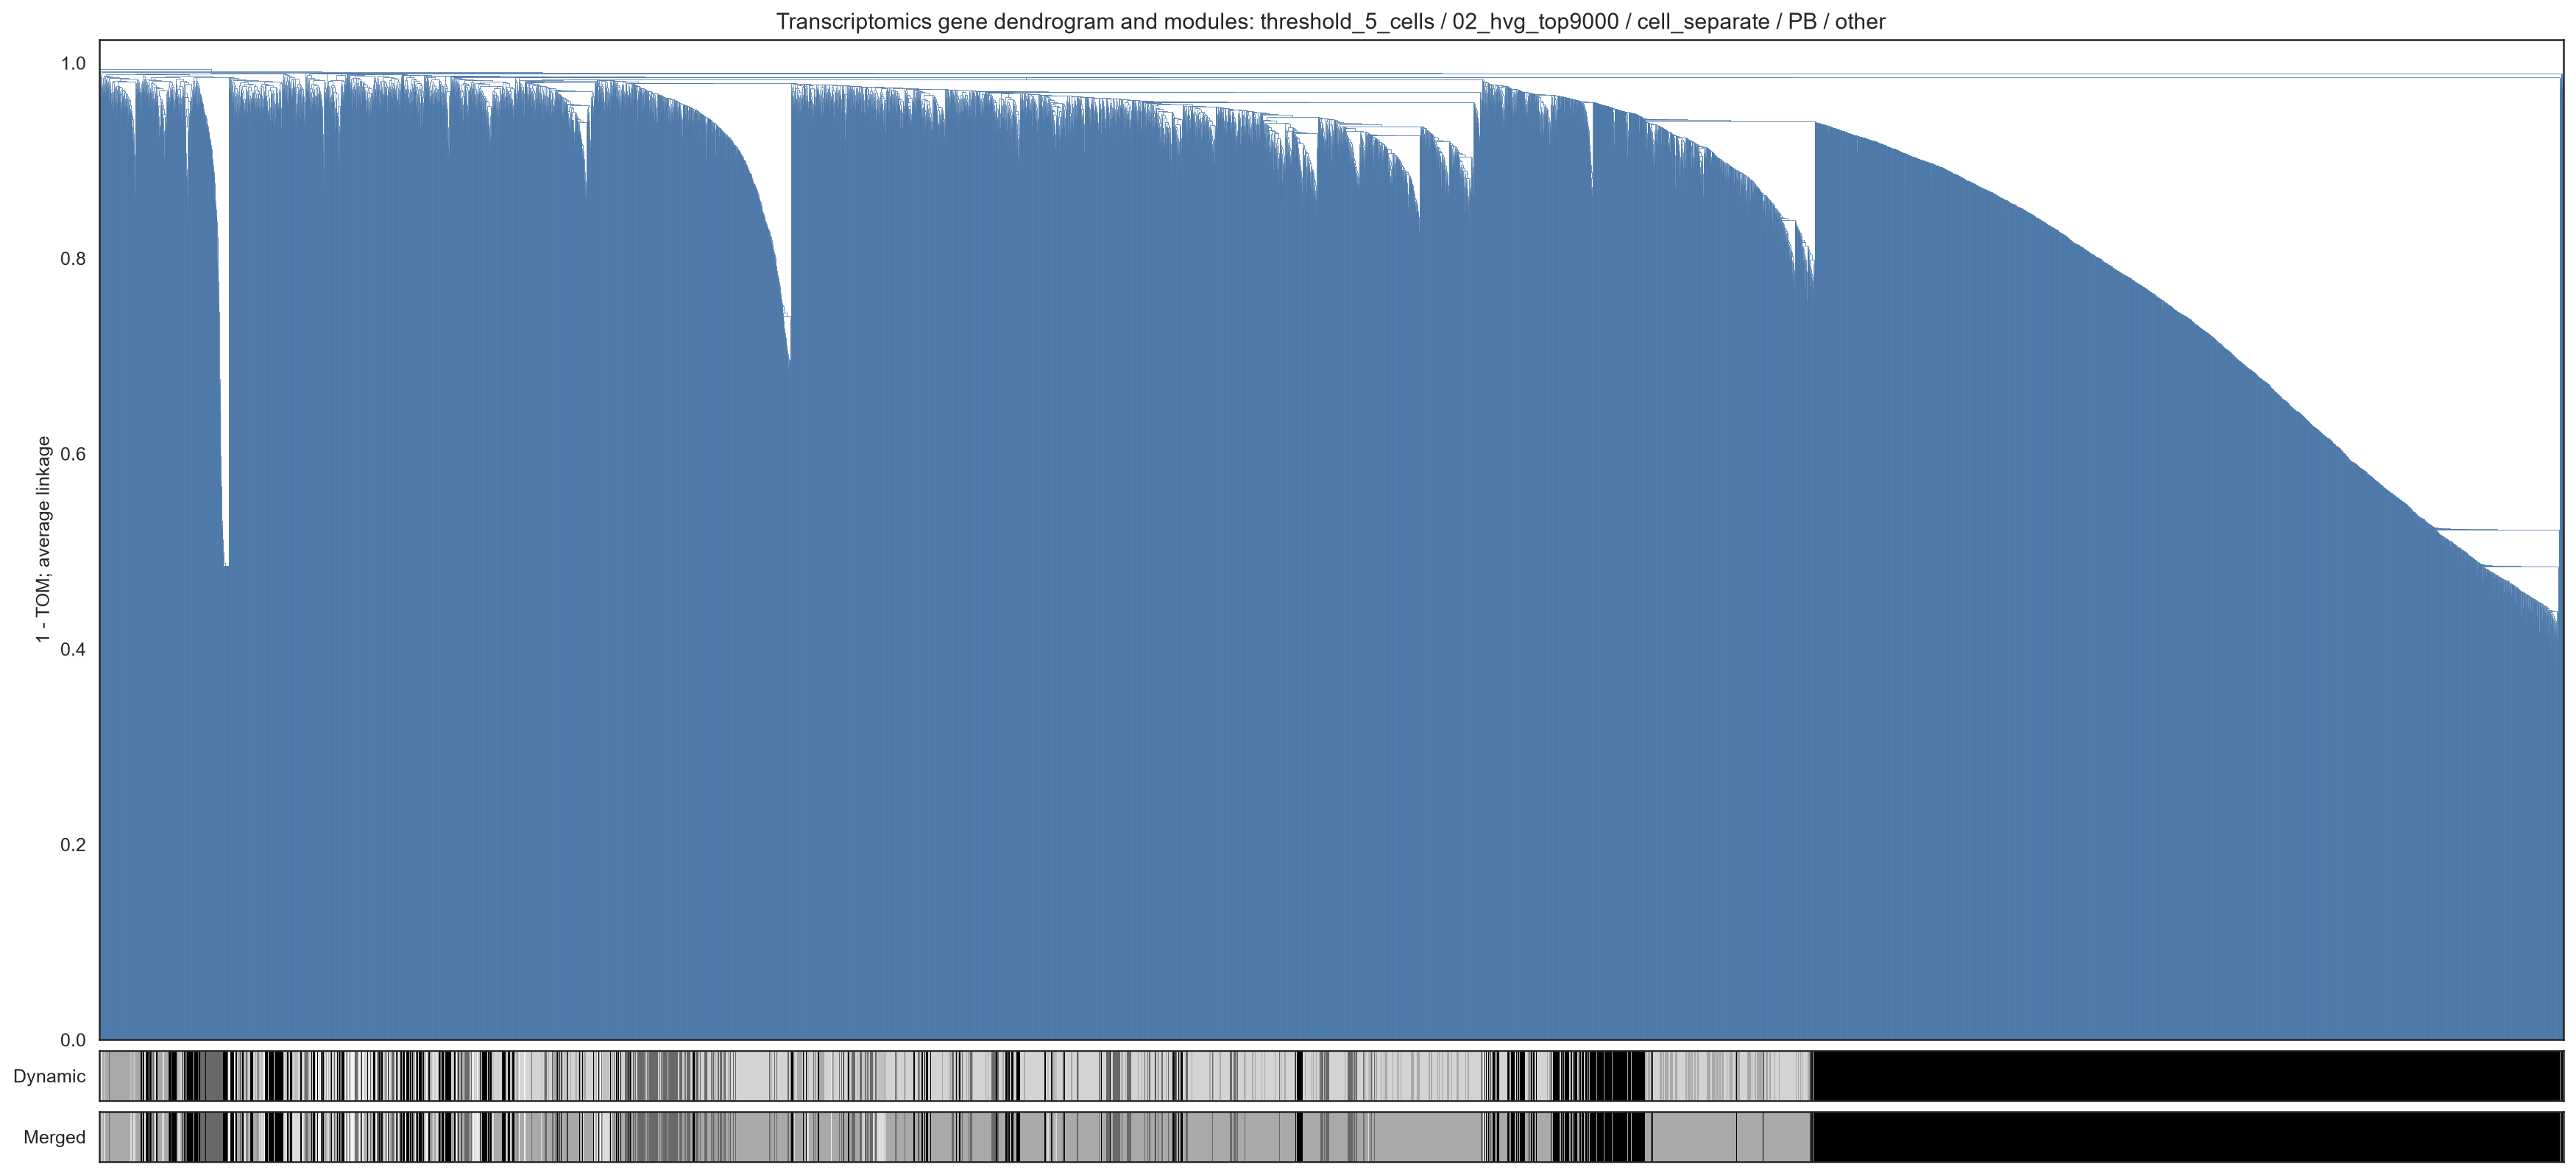 Transcriptomics gene dendrogram and modules: threshold_5_cells / 02_hvg_top9000 / cell_separate / PB / other
1.0
0.8
0.6
0.4
0.2
0.0
1 - TOM; average linkage
Dynamic
Merged